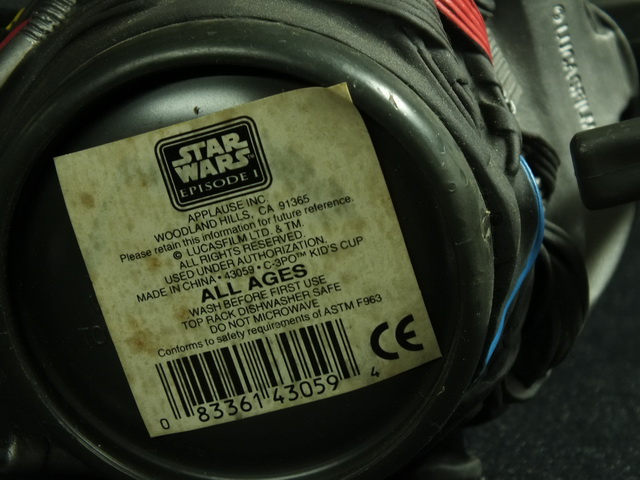 STAR
WARS
EPISODE I
APPLAUSE INC.
WOODLAND HILLS, CA 91365
Please retain this information for future reference.
© LUCASFILM LTD. & TM.
ALL RIGHTS RESERVED.
USED UNDER AUTHORIZATION.
MADE IN CHINA • 43059 • C-3PO™ KID'S CUP
ALL AGES
WASH BEFORE FIRST USE
TOP RACK DISHWASHER SAFE
DO NOT MICROWAVE
Conforms to safety requirements of ASTM F963
CE
0 83361 43059 4
© LUCASFILM